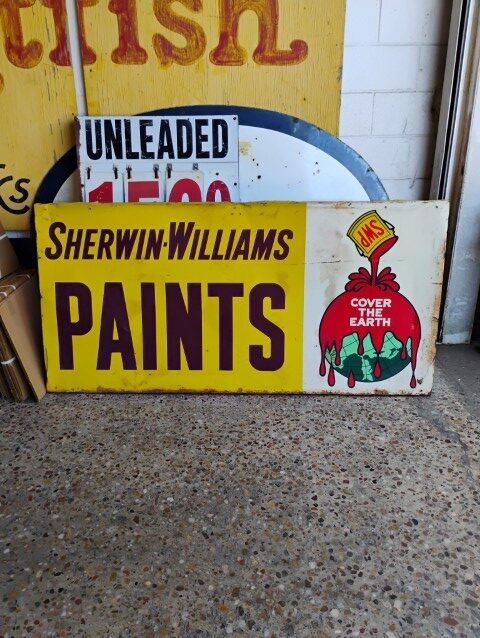 UNLEADED
SHERWIN-WILLIAMS
PAINTS
SWP
COVER
THE
EARTH